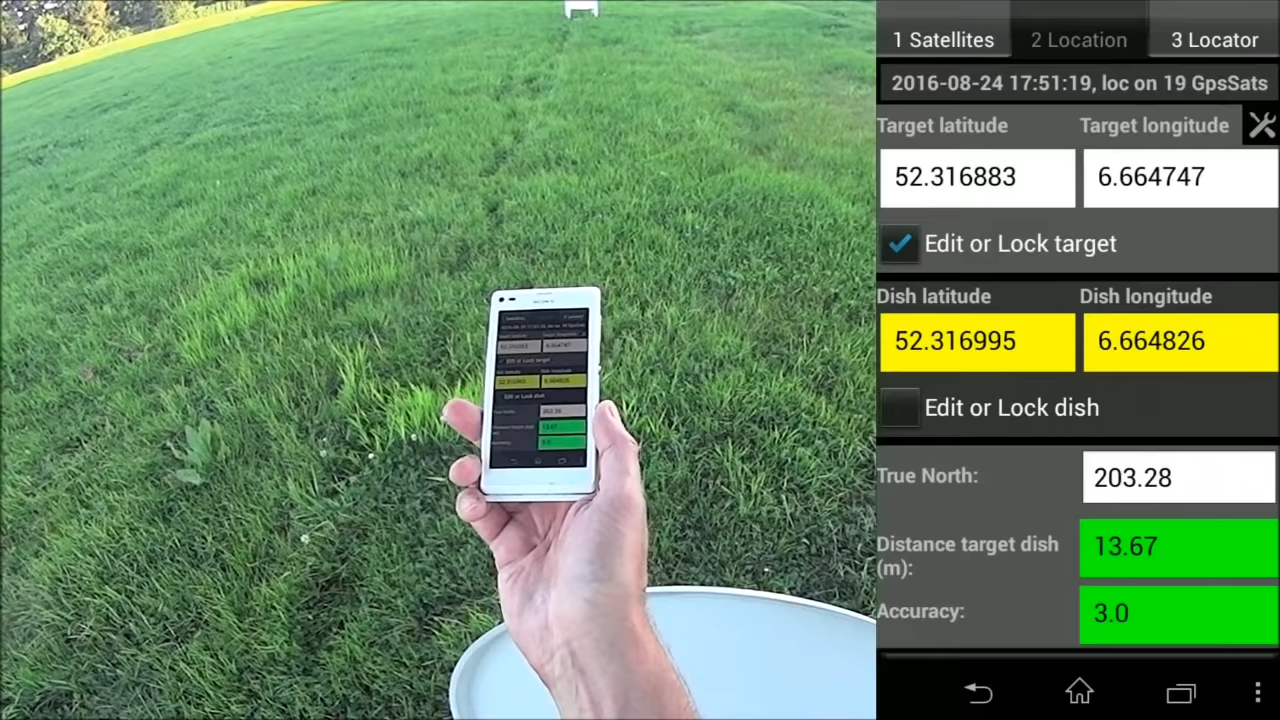 1 Satellites 2 Location 3 Locator
2016-08-24 17:51:19, loc on 19 GpsSats
Target latitude Target longitude
52.316883 6.664747
Edit or Lock target
Dish latitude Dish longitude
52.316995 6.664826
Edit or Lock dish
True North: 203.28
Distance target dish
(m): 13.67
Accuracy: 3.0